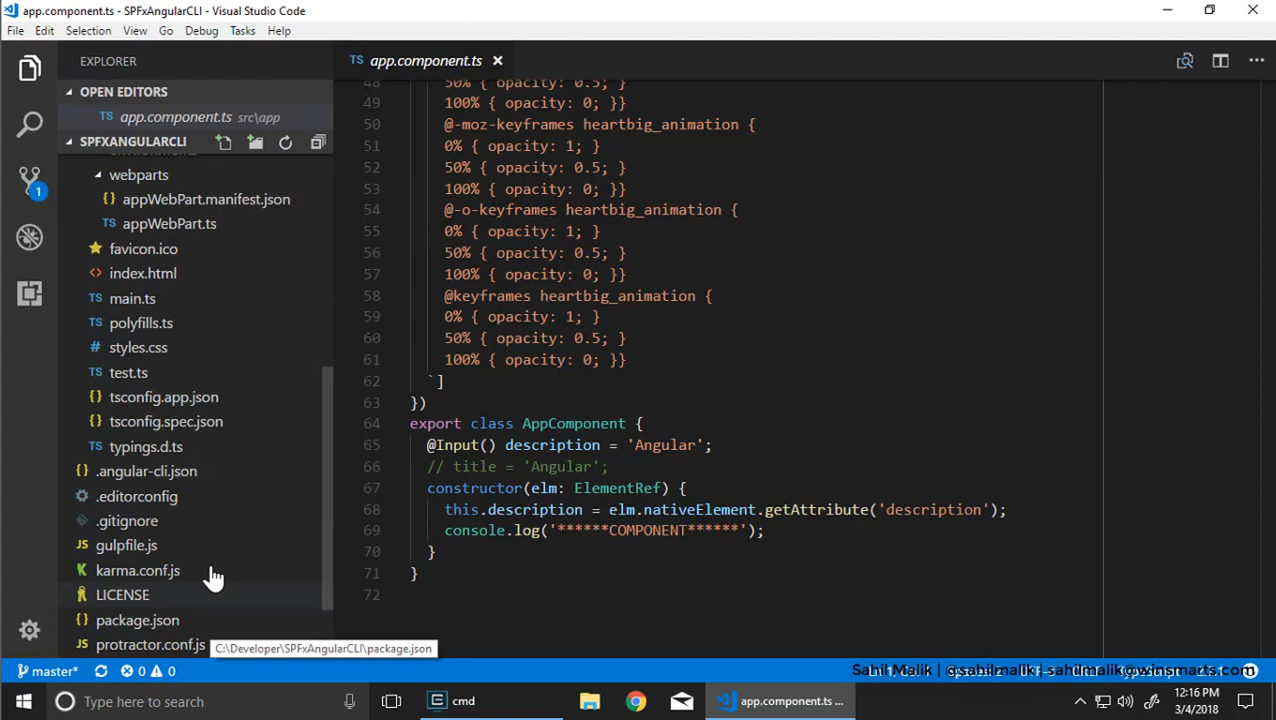 app.component.ts - SPFxAngularCLI - Visual Studio Code
File Edit Selection View Go Debug Tasks Help
EXPLORER
OPEN EDITORS
TS app.component.ts src\app
SPFXANGULARCLI
webparts
{} appWebPart.manifest.json
TS appWebPart.ts
favicon.ico
<> index.html
TS main.ts
TS polyfills.ts
# styles.css
TS test.ts
{} tsconfig.app.json
{} tsconfig.spec.json
TS typings.d.ts
{} .angular-cli.json
.editorconfig
.gitignore
JS gulpfile.js
K karma.conf.js
LICENSE
{} package.json
JS protractor.conf.js
C:\Developer\SPFxAngularCLI\package.json
1
TS app.component.ts
48 50% { opacity: 0.5; }
49 100% { opacity: 0; }}
50 @-moz-keyframes heartbig_animation {
51 0% { opacity: 1; }
52 50% { opacity: 0.5; }
53 100% { opacity: 0; }}
54 @-o-keyframes heartbig_animation {
55 0% { opacity: 1; }
56 50% { opacity: 0.5; }
57 100% { opacity: 0; }}
58 @keyframes heartbig_animation {
59 0% { opacity: 1; }
60 50% { opacity: 0.5; }
61 100% { opacity: 0; }}
62 `]
63 })
64 export class AppComponent {
65 @Input() description = 'Angular';
66 // title = 'Angular';
67 constructor(elm: ElementRef) {
68 this.description = elm.nativeElement.getAttribute('description');
69 console.log('******COMPONENT******');
70 }
71 }
72
master* 0 0
Sahil Malik | @sahilmalik | sahilmalik@winsmarts.com
Type here to search
cmd
app.component.ts ...
12:16 PM
3/4/2018